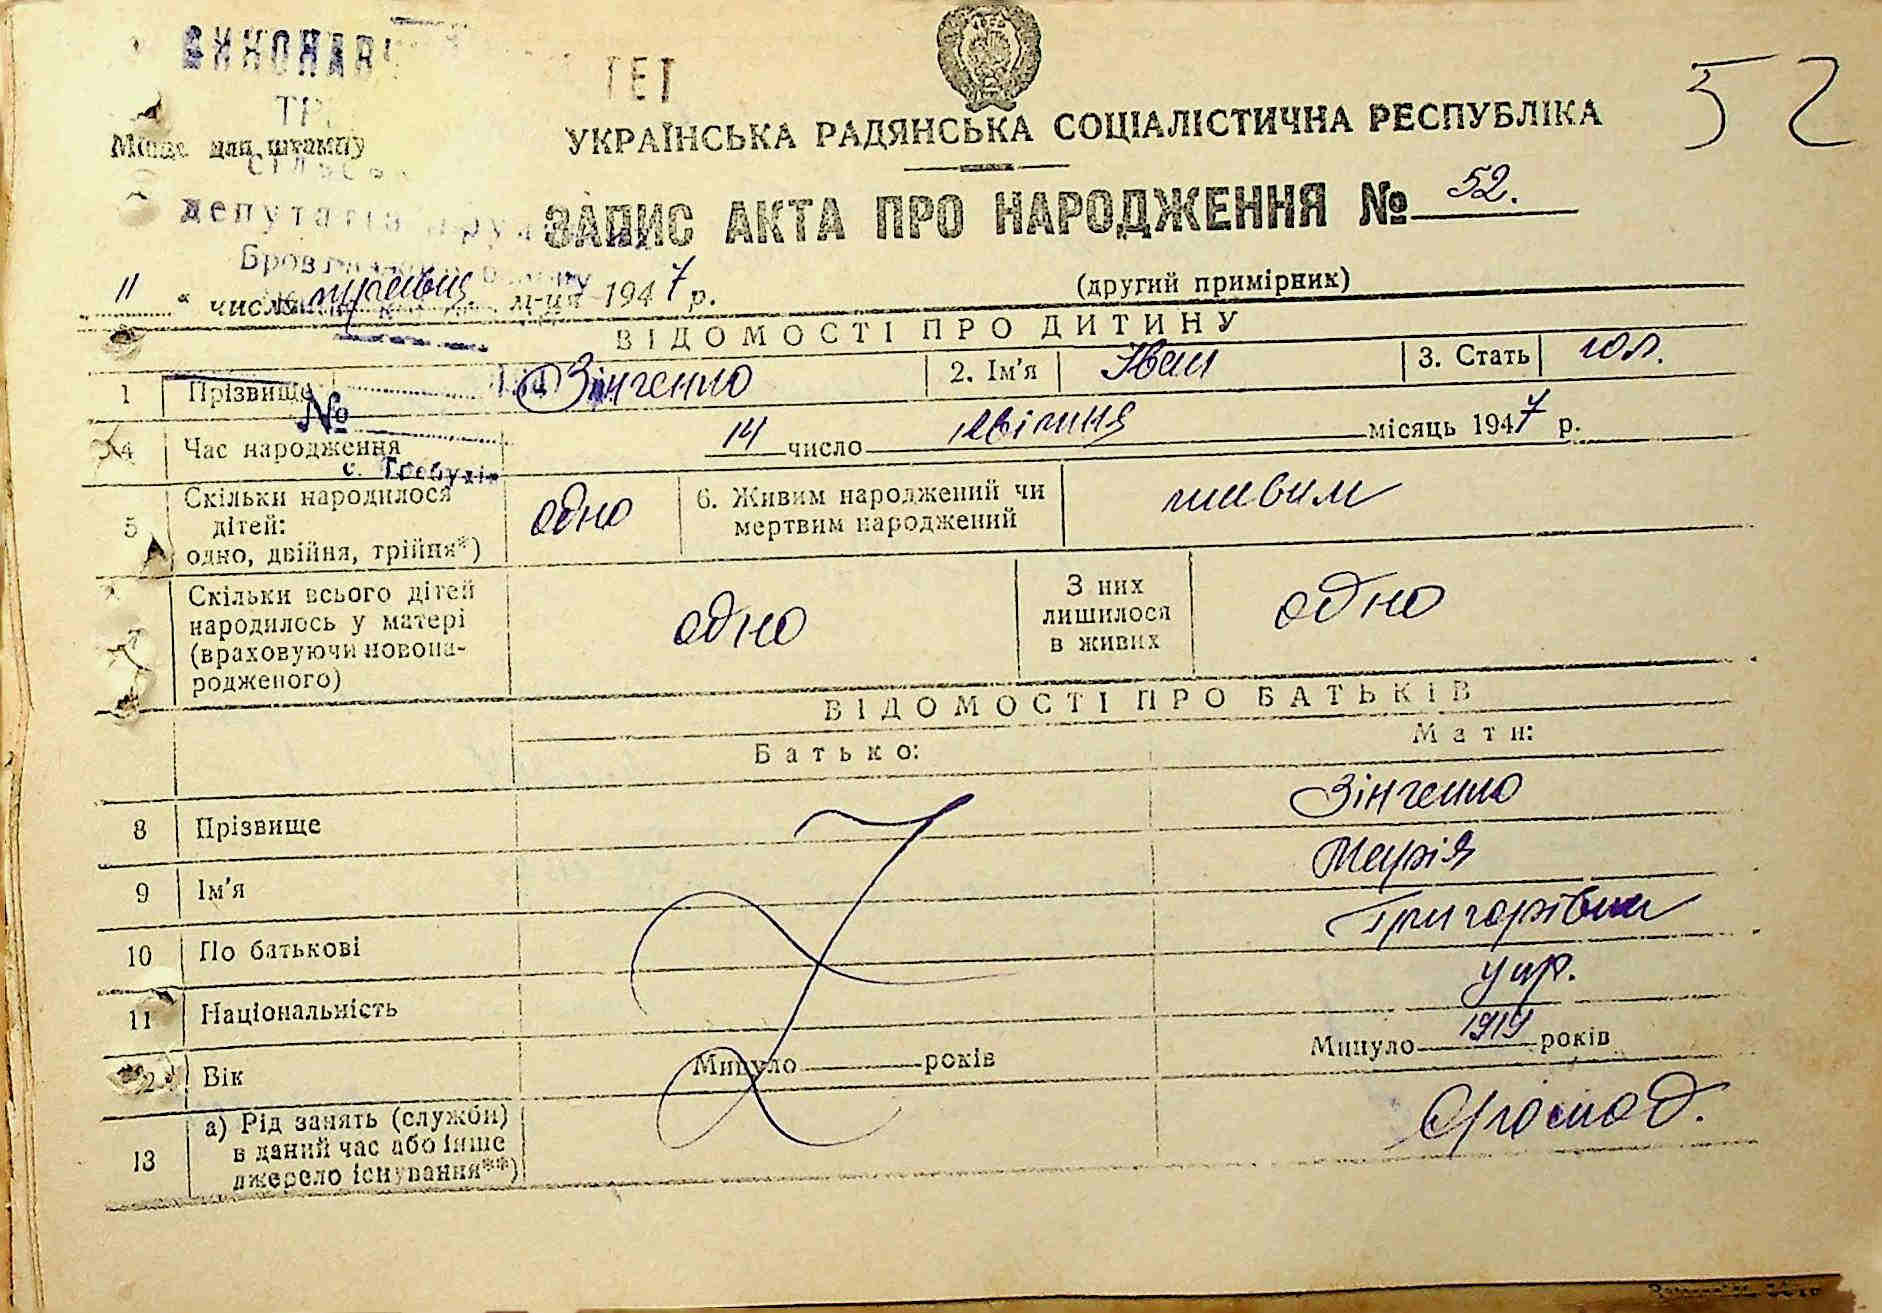 ВИКОНАВ ТЕТ
52
ТР
Місце для штампу
УКРАЇНСЬКА РАДЯНСЬКА СОЦІАЛІСТИЧНА РЕСПУБЛІКА
депутатів тру
ЗАПИС АКТА ПРО НАРОДЖЕННЯ № 52.
Бров
11 " числа м-ця 1947 р.
(другий примірник)
ВІДОМОСТІ ПРО ДИТИНУ
1 Прізвище Зінченко 2. Ім'я Іван 3. Стать чол.
№
4 Час народження 14 число квітня місяць 1947 р.
с. Требухів
5 Скільки народилося дітей: одно, двійня, трійня*) одно 6. Живим народжений чи мертвим народжений живим
7 Скільки всього дітей народилось у матері (враховуючи новонародженого) одно З них лишилося в живих одно
ВІДОМОСТІ ПРО БАТЬКІВ
Батько: Мати:
8 Прізвище Зінченко
9 Ім'я Марія
10 По батькові Григорівна
11 Національність укр.
12 Вік Минуло років Минуло 1919 років
13 а) Рід занять (служби) в даний час або інше джерело існування**)